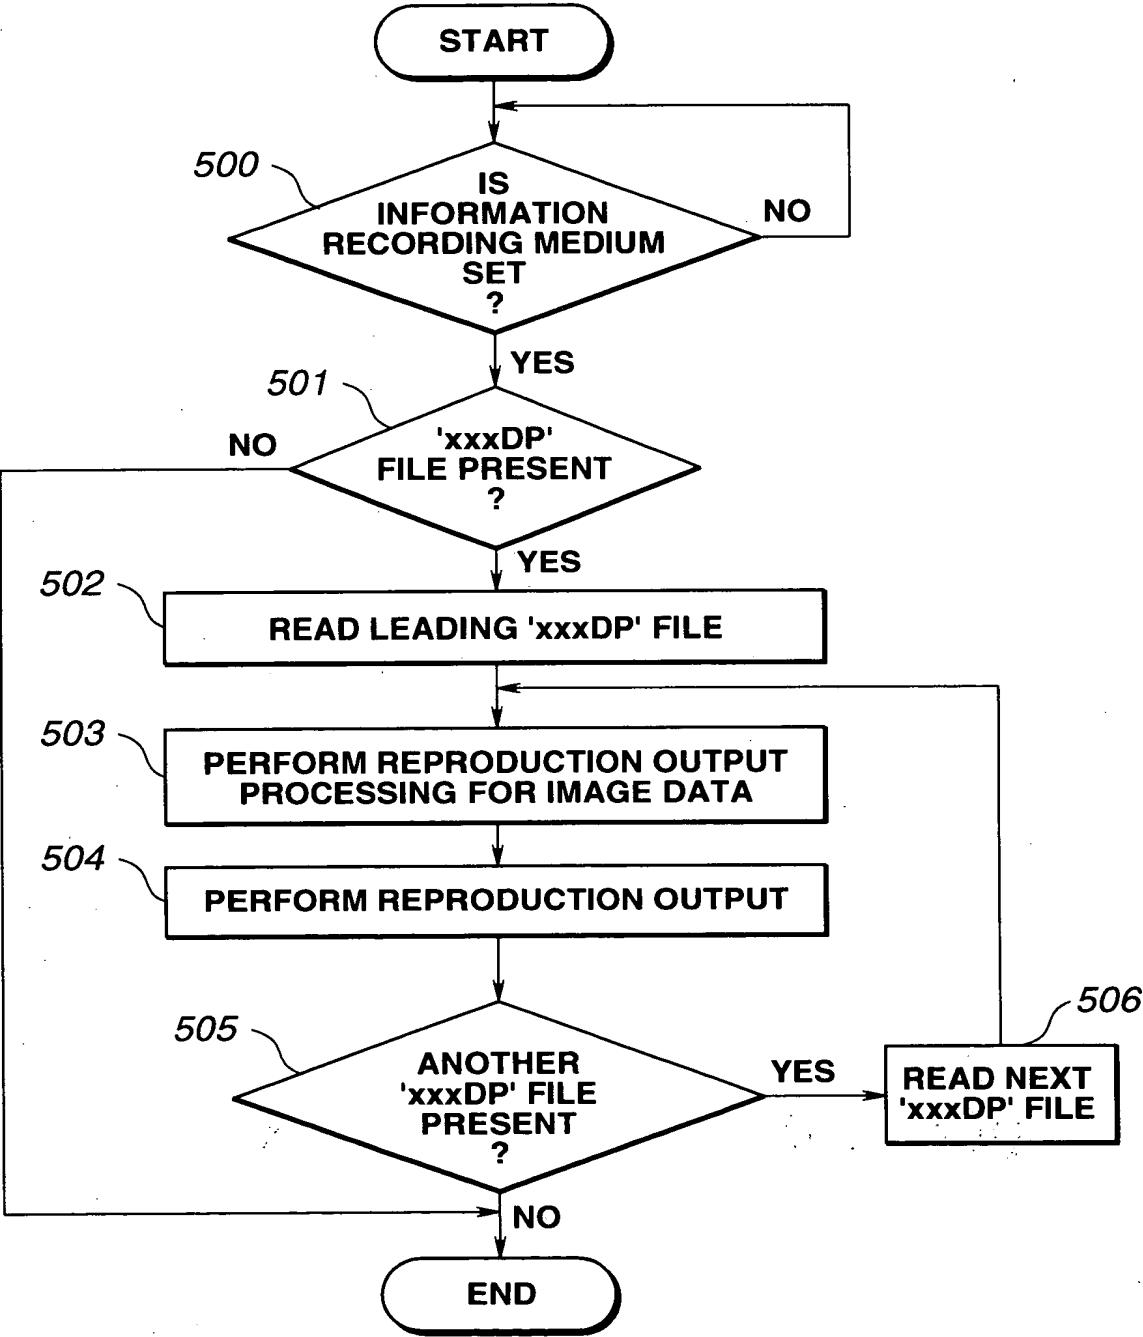 START
500
IS
INFORMATION
RECORDING MEDIUM
SET
?
NO
YES
501
'xxxDP'
FILE PRESENT
?
NO
YES
502
READ LEADING 'xxxDP' FILE
503
PERFORM REPRODUCTION OUTPUT
PROCESSING FOR IMAGE DATA
504
PERFORM REPRODUCTION OUTPUT
505
ANOTHER
'xxxDP' FILE
PRESENT
?
YES
506
READ NEXT
'xxxDP' FILE
NO
END